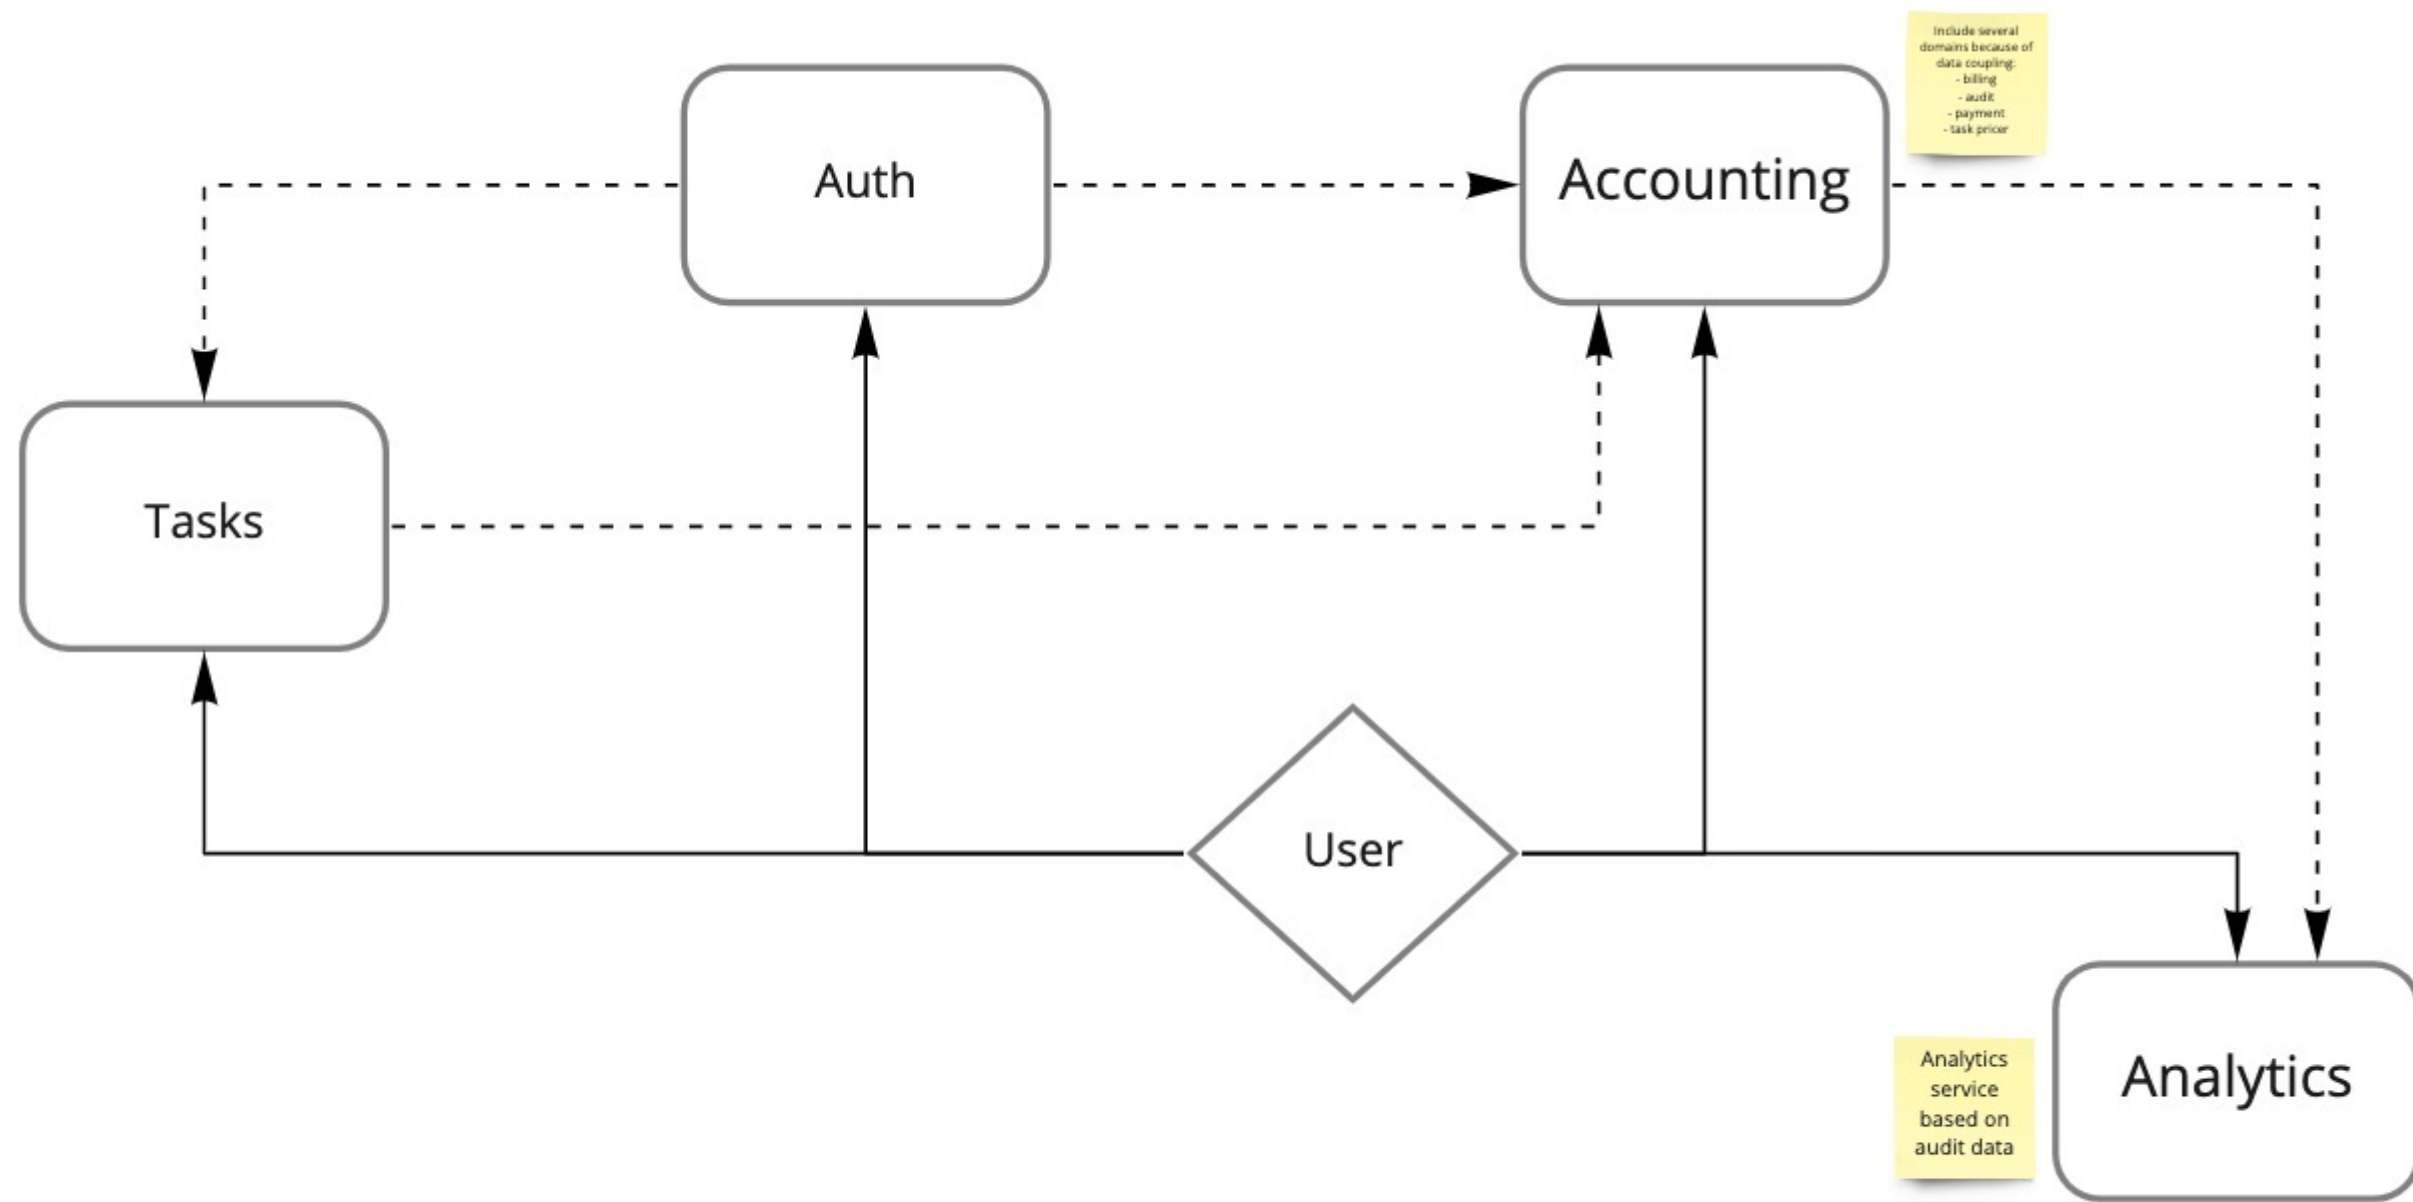 Include several
domains because of
data coupling:
- billing
- audit
- payment
- task pricer
Auth
Accounting
Tasks
User
Analytics
service
based on
audit data
Analytics